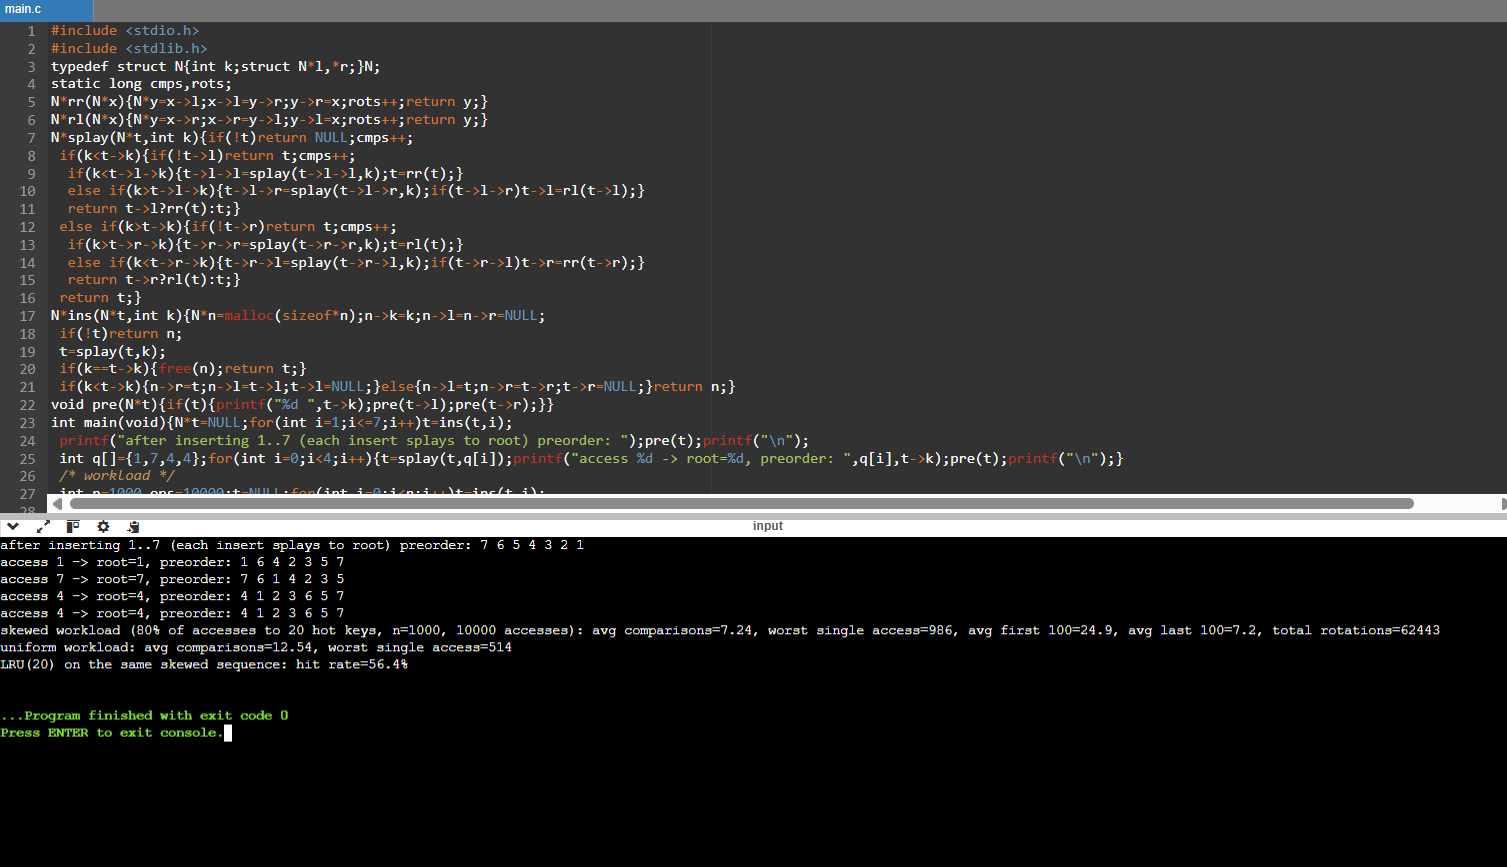 main.c
1 #include <stdio.h>
2 #include <stdlib.h>
3 typedef struct N{int k;struct N*l,*r;}N;
4 static long cmps,rots;
5 N*rr(N*x){N*y=x->l;x->l=y->r;y->r=x;rots++;return y;}
6 N*rl(N*x){N*y=x->r;x->r=y->l;y->l=x;rots++;return y;}
7 N*splay(N*t,int k){if(!t)return NULL;cmps++;
8  if(k<t->k){if(!t->l)return t;cmps++;
9   if(k<t->l->k){t->l->l=splay(t->l->l,k);t=rr(t);}
10   else if(k>t->l->k){t->l->r=splay(t->l->r,k);if(t->l->r)t->l=rl(t->l);}
11   return t->l?rr(t):t;}
12  else if(k>t->k){if(!t->r)return t;cmps++;
13   if(k>t->r->k){t->r->r=splay(t->r->r,k);t=rl(t);}
14   else if(k<t->r->k){t->r->l=splay(t->r->l,k);if(t->r->l)t->r=rr(t->r);}
15   return t->r?rl(t):t;}
16  return t;}
17 N*ins(N*t,int k){N*n=malloc(sizeof*n);n->k=k;n->l=n->r=NULL;
18  if(!t)return n;
19  t=splay(t,k);
20  if(k==t->k){free(n);return t;}
21  if(k<t->k){n->r=t;n->l=t->l;t->l=NULL;}else{n->l=t;n->r=t->r;t->r=NULL;}return n;}
22 void pre(N*t){if(t){printf("%d ",t->k);pre(t->l);pre(t->r);}}
23 int main(void){N*t=NULL;for(int i=1;i<=7;i++)t=ins(t,i);
24  printf("after inserting 1..7 (each insert splays to root) preorder: ");pre(t);printf("\n");
25  int q[]={1,7,4,4};for(int i=0;i<4;i++){t=splay(t,q[i]);printf("access %d -> root=%d, preorder: ",q[i],t->k);pre(t);printf("\n");}
26  /* workload */
27  int n=1000,ops=10000;t=NULL;for(int i=0;i<n;i++)t=ins(t,i);
28
input
after inserting 1..7 (each insert splays to root) preorder: 7 6 5 4 3 2 1
access 1 -> root=1, preorder: 1 6 4 2 3 5 7
access 7 -> root=7, preorder: 7 6 1 4 2 3 5
access 4 -> root=4, preorder: 4 1 2 3 6 5 7
access 4 -> root=4, preorder: 4 1 2 3 6 5 7
skewed workload (80% of accesses to 20 hot keys, n=1000, 10000 accesses): avg comparisons=7.24, worst single access=986, avg first 100=24.9, avg last 100=7.2, total rotations=62443
uniform workload: avg comparisons=12.54, worst single access=514
LRU(20) on the same skewed sequence: hit rate=56.4%
...Program finished with exit code 0
Press ENTER to exit console.